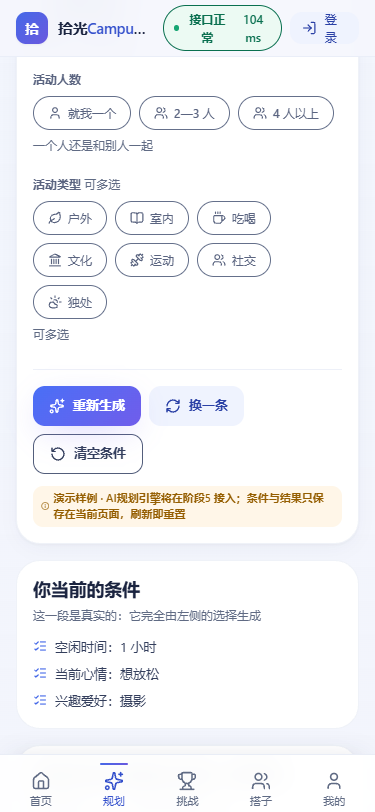 拾 拾光Campu... 接口正常 104 ms 登录
活动人数
就我一个 2—3 人 4 人以上
一个人还是和别人一起
活动类型 可多选
户外 室内 吃喝
文化 运动 社交
独处
可多选
重新生成 换一条
清空条件
演示样例 · AI规划引擎将在阶段5 接入；条件与结果只保
存在当前页面，刷新即重置
你当前的条件
这一段是真实的：它完全由左侧的选择生成
空闲时间：1 小时
当前心情：想放松
兴趣爱好：摄影
首页 规划 挑战 搭子 我的